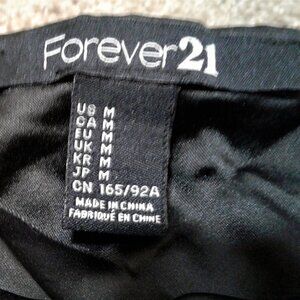 Forever21
US M
CA M
EU M
UK M
KR M
JP M
CN 165/92A
MADE IN CHINA
FABRIQUÉ EN CHINE